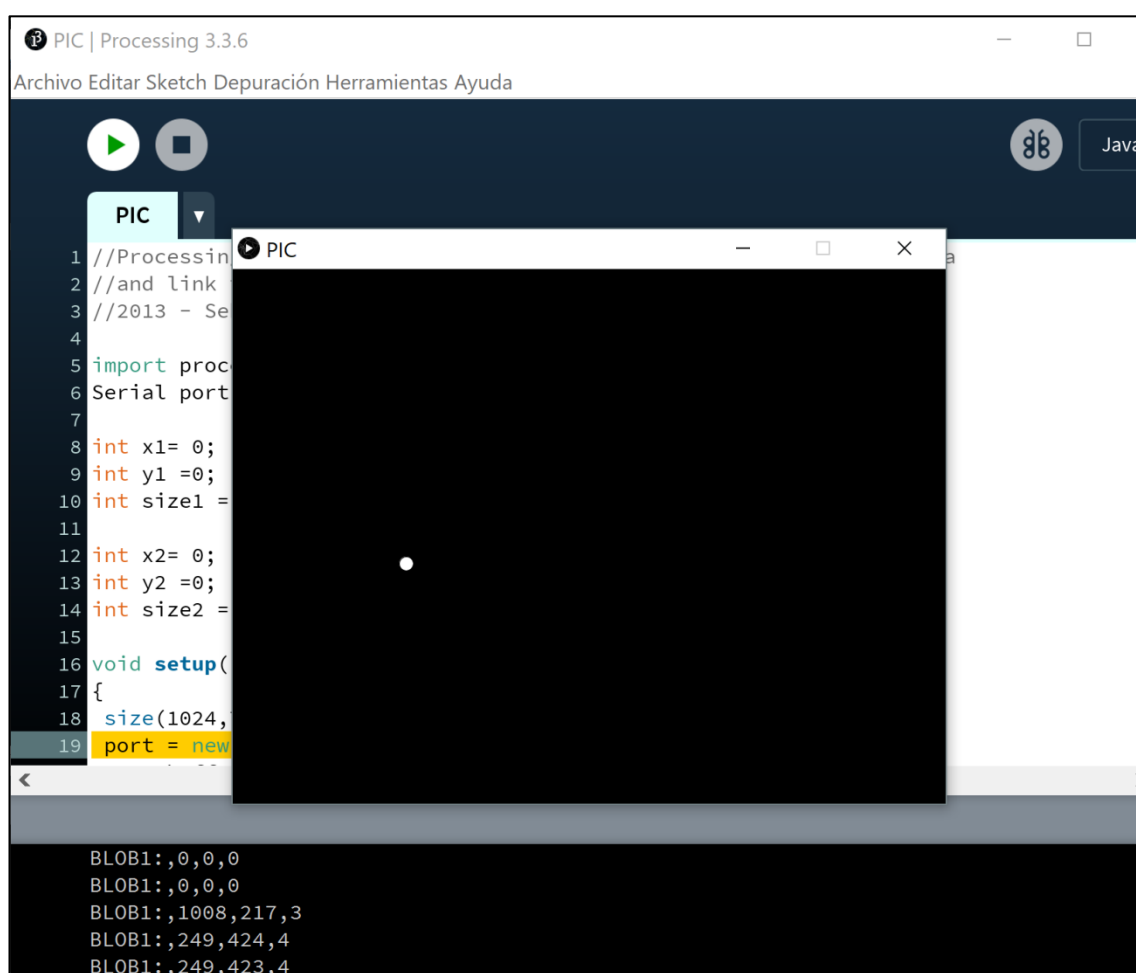 PIC | Processing 3.3.6
Archivo Editar Sketch Depuración Herramientas Ayuda
Java
PIC
PIC
1 //Processin a
2 //and link
3 //2013 - Se
4
5 import proc
6 Serial port
7
8 int x1= 0;
9 int y1 =0;
10 int size1 =
11
12 int x2= 0;
13 int y2 =0;
14 int size2 =
15
16 void setup(
17 {
18 size(1024,
19 port = new
BLOB1:,0,0,0
BLOB1:,0,0,0
BLOB1:,1008,217,3
BLOB1:,249,424,4
BLOB1:,249,423,4